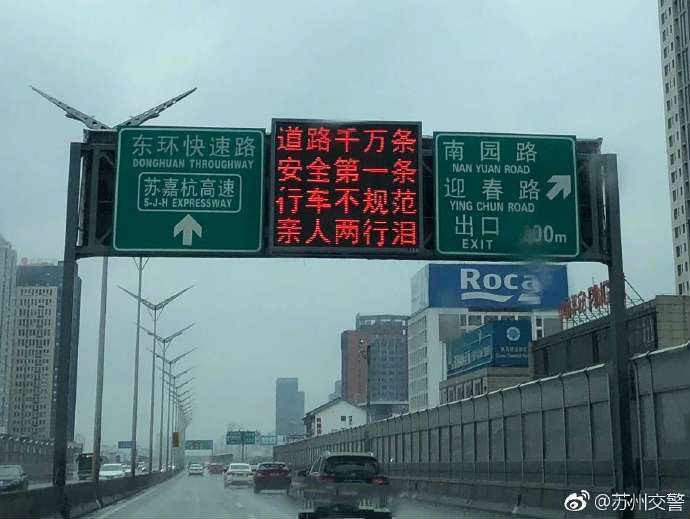 东环快速路
DONGHUAN THROUGHWAY
苏嘉杭高速
S-J-H EXPRESSWAY
道路千万条
安全第一条
行车不规范
亲人两行泪
南园路
NAN YUAN ROAD
迎春路
YING CHUN ROAD
出口
EXIT
00m
Roca
@苏州交警